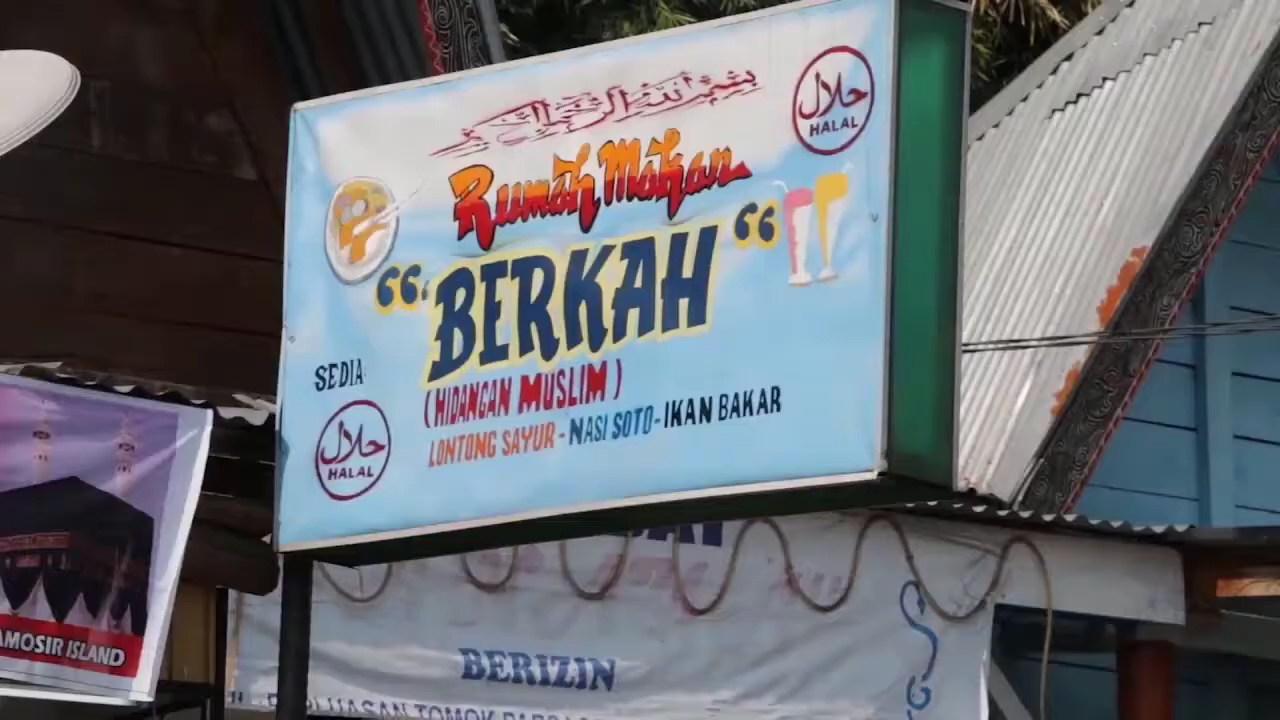 بسم الله الرحمن الرحيم
حلال
HALAL
Rumah Makan
“ BERKAH “
SEDIA:
(HIDANGAN MUSLIM)
LONTONG SAYUR - NASI SOTO - IKAN BAKAR
حلال
HALAL
AMOSIR ISLAND
BERIZIN
TOMOK